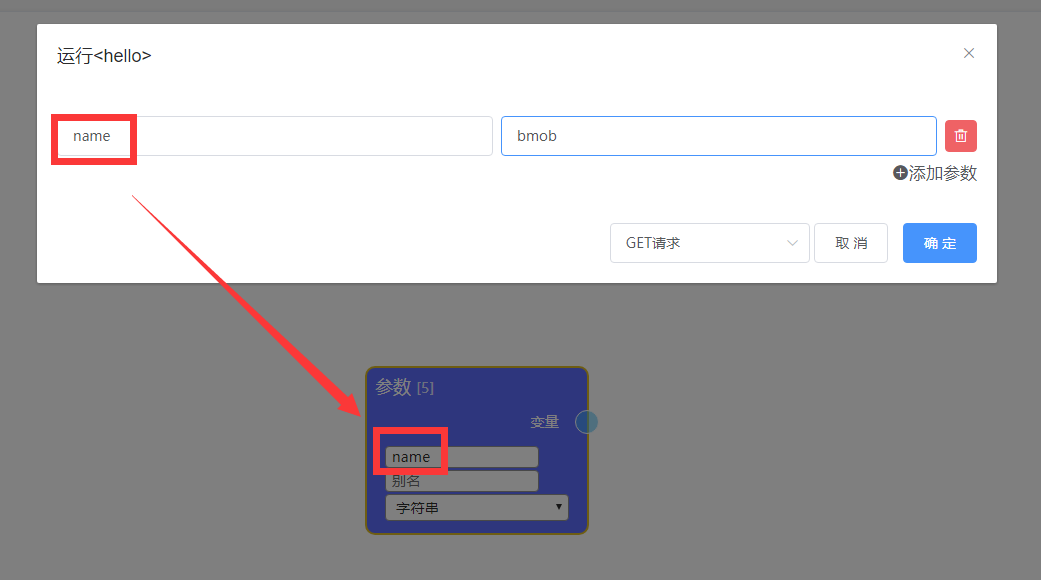 运行<hello>
name
bmob
添加参数
GET请求
取 消
确 定
参数 [5]
变量
name
别名
字符串